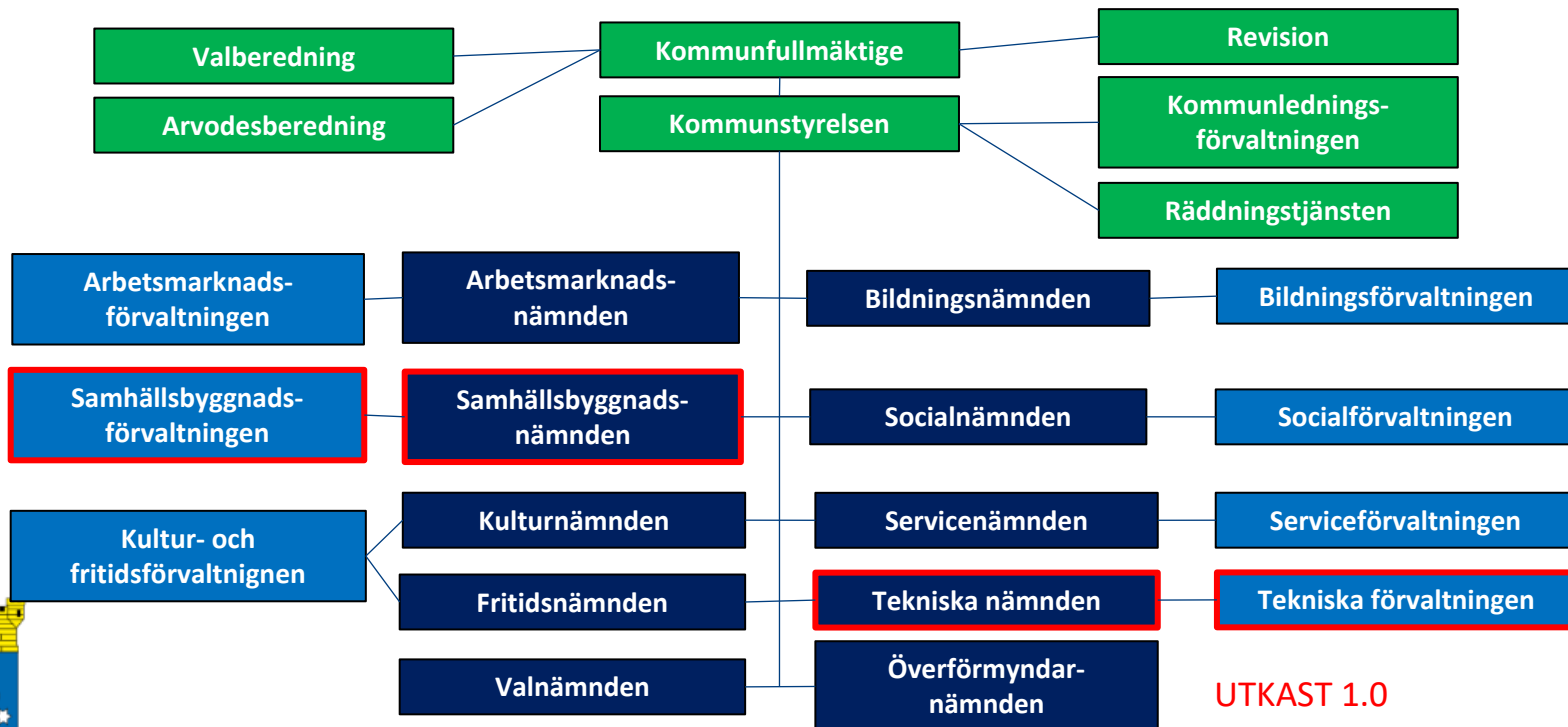 Valberedning
Kommunfullmäktige
Revision
Arvodesberedning
Kommunstyrelsen
Kommunlednings-
förvaltningen
Räddningstjänsten
Arbetsmarknads-
förvaltningen
Arbetsmarknads-
nämnden
Bildningsnämnden
Bildningsförvaltningen
Samhällsbyggnads-
förvaltningen
Samhällsbyggnads-
nämnden
Socialnämnden
Socialförvaltningen
Kultur- och
fritidsförvaltnignen
Kulturnämnden
Servicenämnden
Serviceförvaltningen
Fritidsnämnden
Tekniska nämnden
Tekniska förvaltningen
Valnämnden
Överförmyndar-
nämnden
UTKAST 1.0